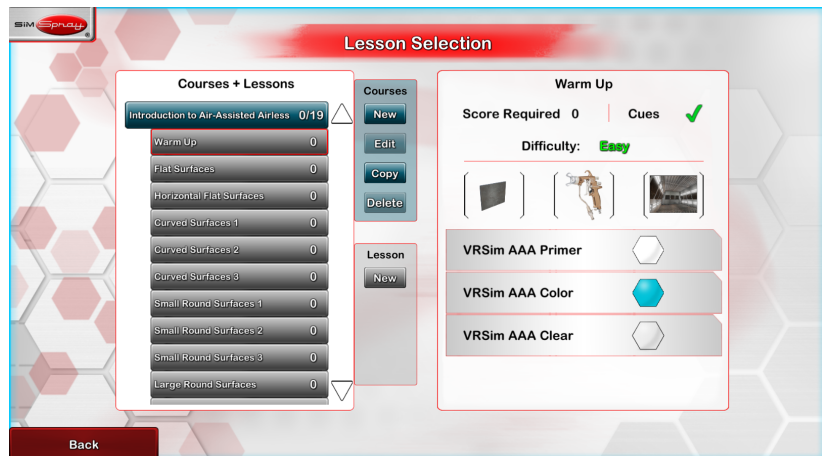 SiM Spray®
Lesson Selection
Courses + Lessons
Introduction to Air-Assisted Airless 0/19
Warm Up 0
Flat Surfaces 0
Horizontal Flat Surfaces 0
Curved Surfaces 1 0
Curved Surfaces 2 0
Curved Surfaces 3 0
Small Round Surfaces 1 0
Small Round Surfaces 2 0
Small Round Surfaces 3 0
Large Round Surfaces 0
Courses
New
Edit
Copy
Delete
Lesson
New
Warm Up
Score Required 0 | Cues
Difficulty: Easy
VRSim AAA Primer
VRSim AAA Color
VRSim AAA Clear
Back